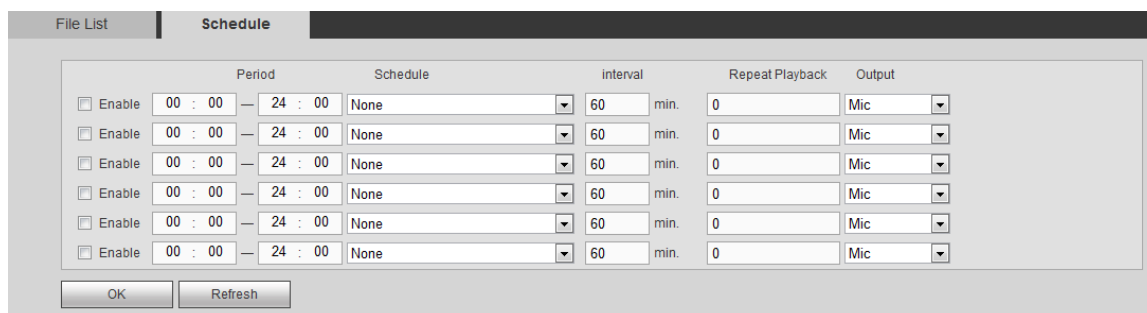 File List Schedule
Period Schedule interval Repeat Playback Output
Enable 00 : 00 — 24 : 00 None 60 min. 0 Mic
Enable 00 : 00 — 24 : 00 None 60 min. 0 Mic
Enable 00 : 00 — 24 : 00 None 60 min. 0 Mic
Enable 00 : 00 — 24 : 00 None 60 min. 0 Mic
Enable 00 : 00 — 24 : 00 None 60 min. 0 Mic
Enable 00 : 00 — 24 : 00 None 60 min. 0 Mic
OK Refresh